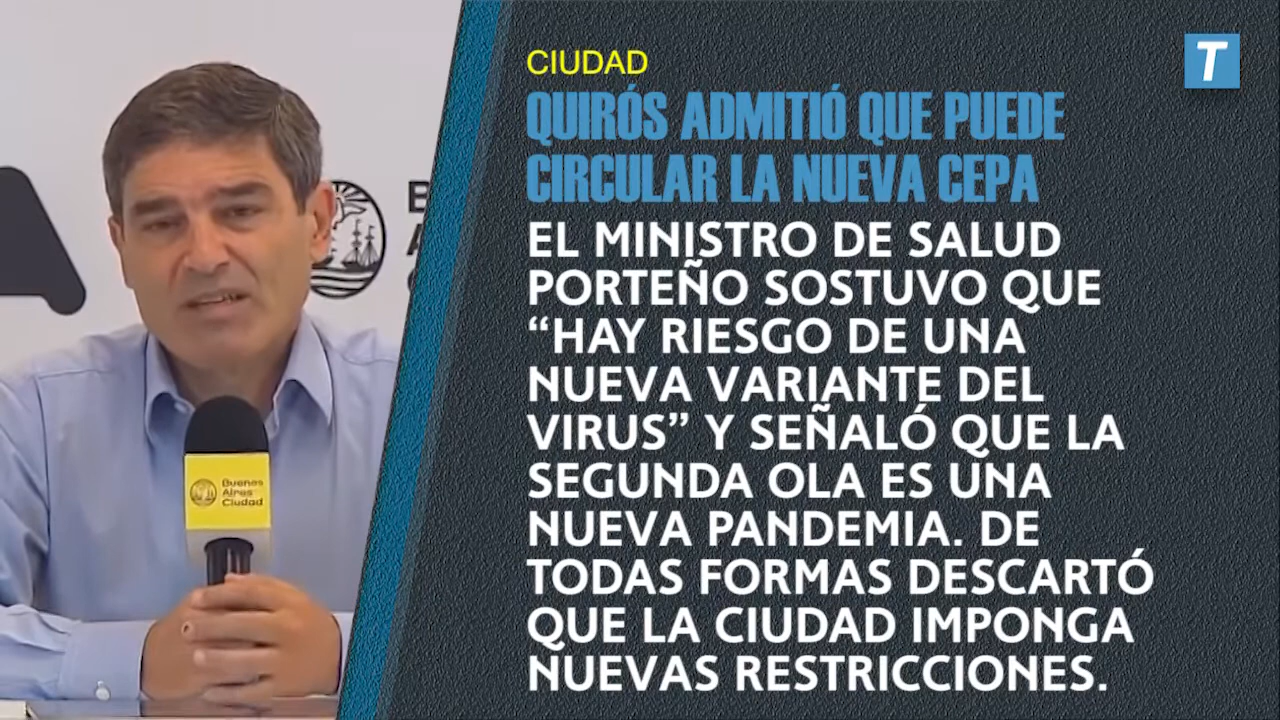 T
CIUDAD
QUIRÓS ADMITIÓ QUE PUEDE
CIRCULAR LA NUEVA CEPA
EL MINISTRO DE SALUD
PORTEÑO SOSTUVO QUE
“HAY RIESGO DE UNA
NUEVA VARIANTE DEL
VIRUS” Y SEÑALÓ QUE LA
SEGUNDA OLA ES UNA
NUEVA PANDEMIA. DE
TODAS FORMAS DESCARTÓ
QUE LA CIUDAD IMPONGA
NUEVAS RESTRICCIONES.
Buenos
Aires
Ciudad